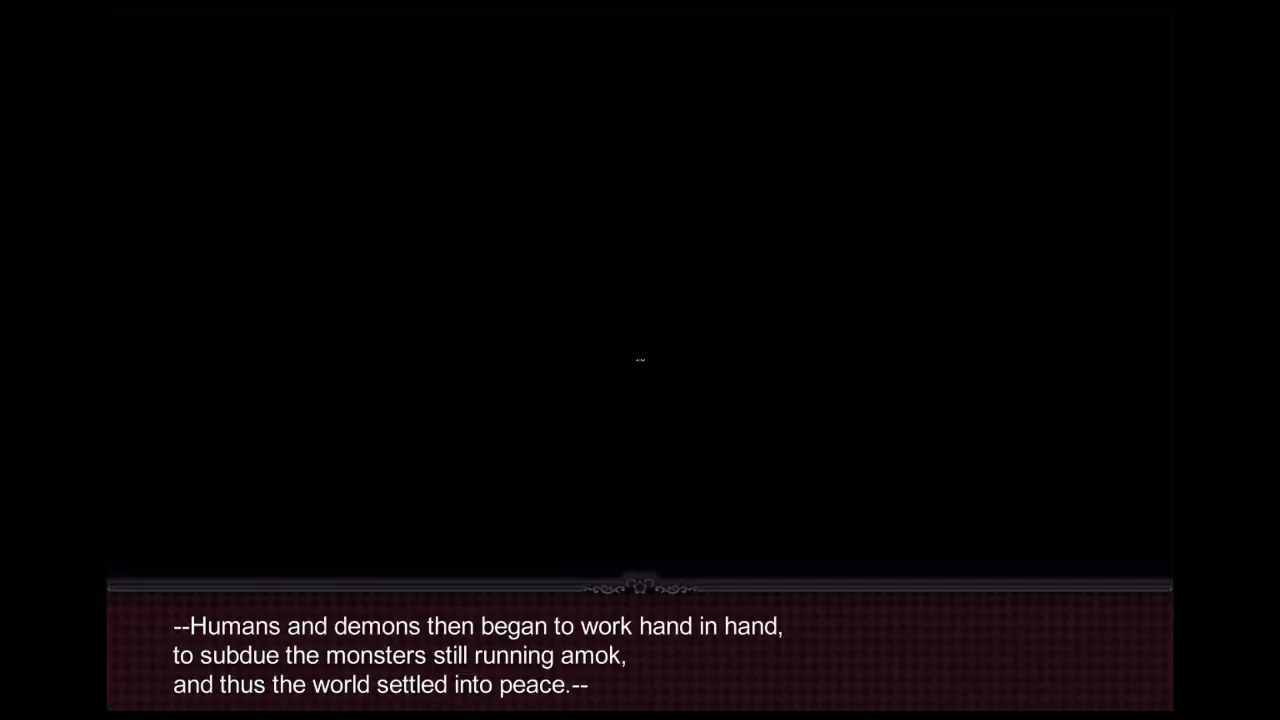 --Humans and demons then began to work hand in hand,
to subdue the monsters still running amok,
and thus the world settled into peace.--